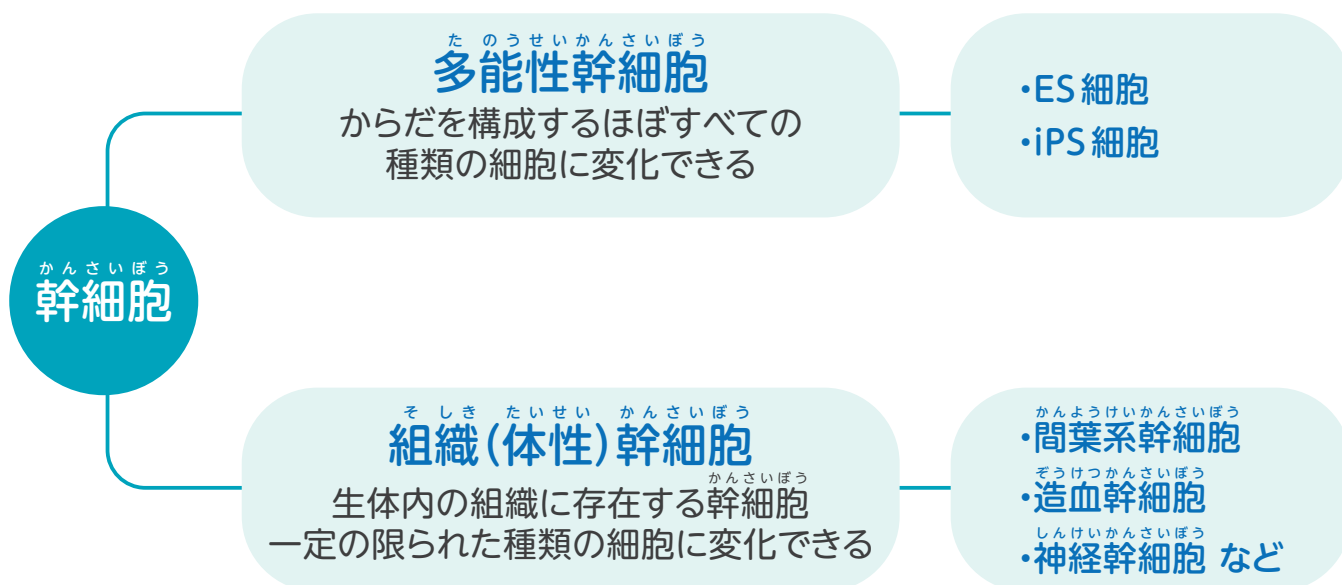 かんさいぼう
幹細胞
たのうせいかんさいぼう
多能性幹細胞
からだを構成するほぼすべての
種類の細胞に変化できる
・ES細胞
・iPS細胞
そしき たいせい かんさいぼう
組織(体性)幹細胞
かんさいぼう
生体内の組織に存在する幹細胞
一定の限られた種類の細胞に変化できる
かんようけいかんさいぼう
・間葉系幹細胞
ぞうけつかんさいぼう
・造血幹細胞
しんけいかんさいぼう
・神経幹細胞 など